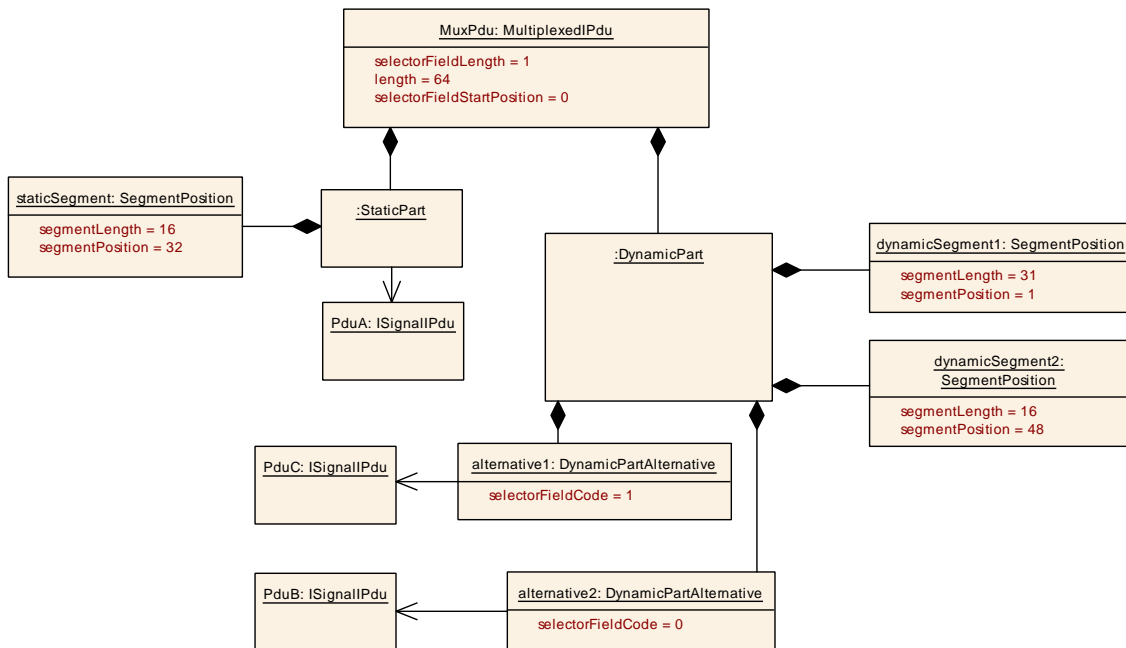 MuxPdu: MultiplexedIPdu
selectorFieldLength = 1
length = 64
selectorFieldStartPosition = 0
staticSegment: SegmentPosition
segmentLength = 16
segmentPosition = 32
:StaticPart
PduA: ISignalIPdu
:DynamicPart
dynamicSegment1: SegmentPosition
segmentLength = 31
segmentPosition = 1
dynamicSegment2:
SegmentPosition
segmentLength = 16
segmentPosition = 48
PduC: ISignalIPdu
alternative1: DynamicPartAlternative
selectorFieldCode = 1
PduB: ISignalIPdu
alternative2: DynamicPartAlternative
selectorFieldCode = 0